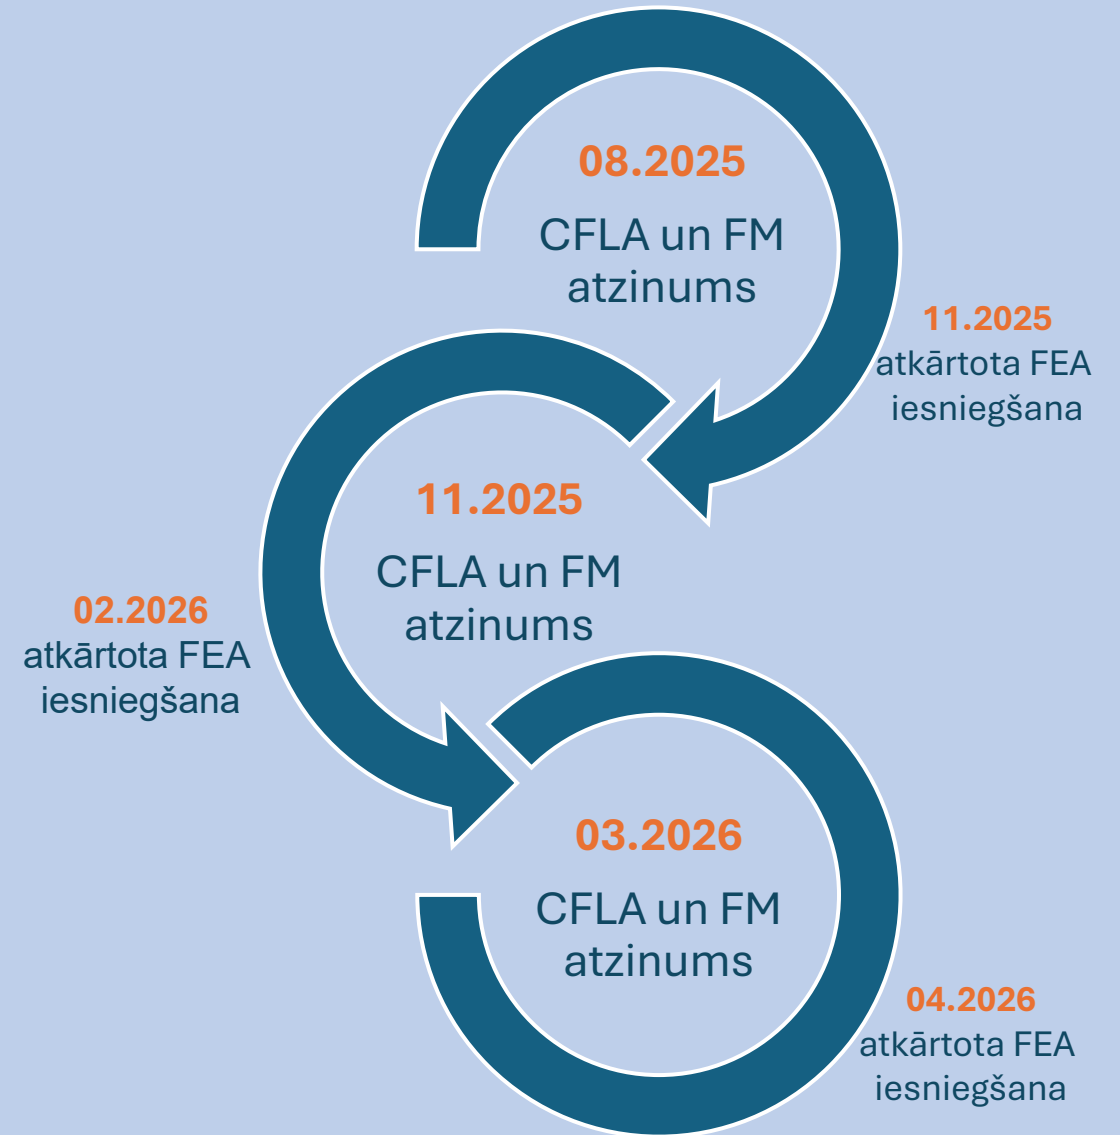 08.2025
CFLA un FM
atzinums
11.2025
atkārtota FEA
iesniegšana
11.2025
CFLA un FM
atzinums
02.2026
atkārtota FEA
iesniegšana
03.2026
CFLA un FM
atzinums
04.2026
atkārtota FEA
iesniegšana